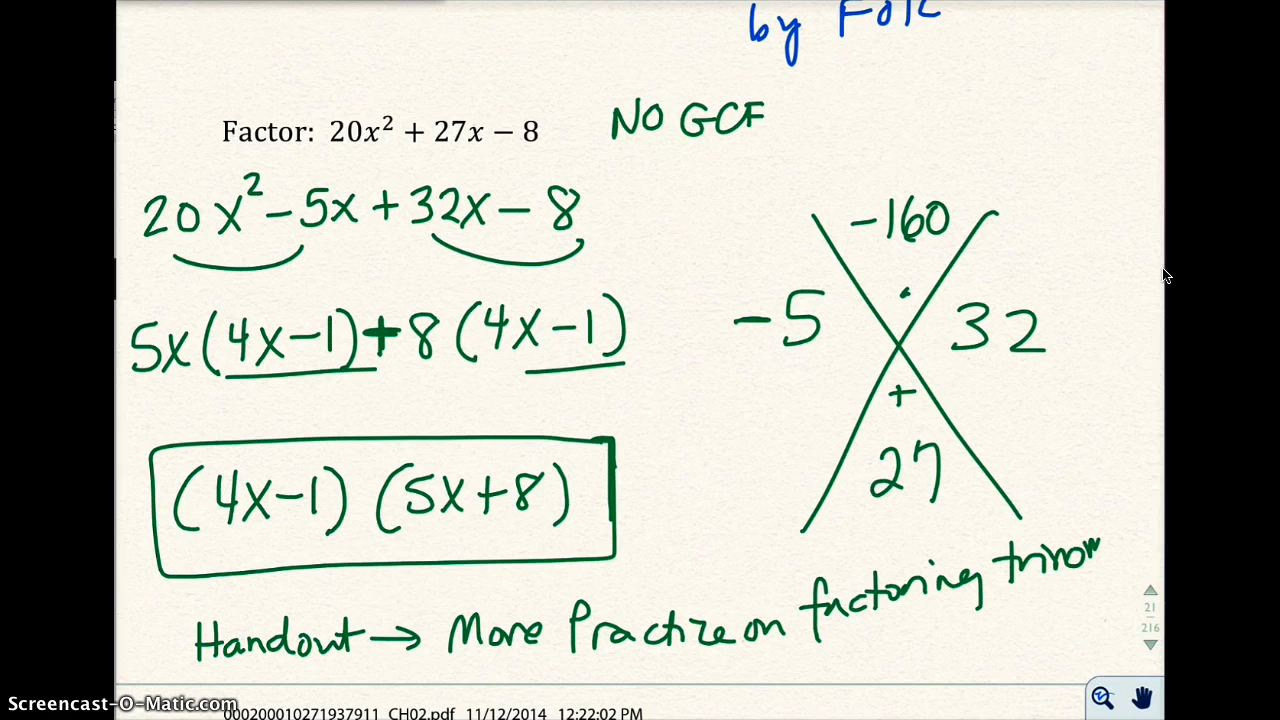 by FOIL
Factor: 20x² + 27x − 8
NO GCF
20x² − 5x + 32x − 8
5x(4x−1)+8(4x−1)
(4x−1)(5x+8)
-160
·
-5 32
+
27
Handout → More Practize on factoring trinom
21
216
Screencast-O-Matic.com
000200010271937911_CH02.pdf 11/12/2014 12:22:02 PM